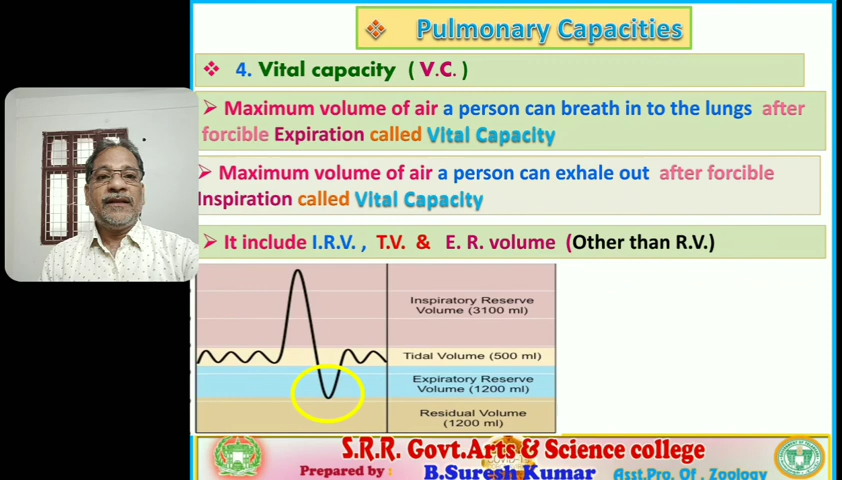 Pulmonary Capacities
4. Vital capacity ( V.C. )
Maximum volume of air a person can breath in to the lungs after
forcible Expiration called Vital Capacity
Maximum volume of air a person can exhale out after forcible
Inspiration called Vital Capacity
It include I.R.V. , T.V. & E. R. volume (Other than R.V.)
Inspiratory Reserve
Volume (3100 ml)
Tidal Volume (500 ml)
Expiratory Reserve
Volume (1200 ml)
Residual Volume
(1200 ml)
S.R.R. Govt.Arts & Science college
Prepared by : B.Suresh Kumar Asst.Pro. Of . Zoology